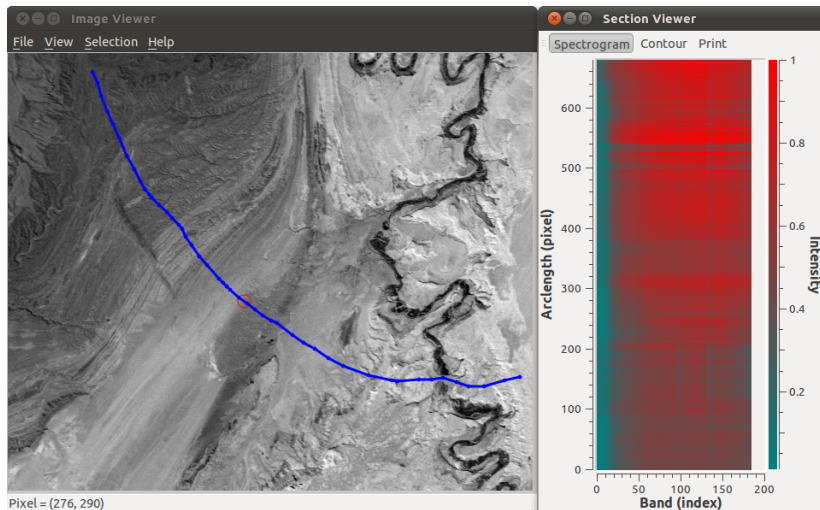 Image Viewer
File View Selection Help
Pixel = (276, 290)
Section Viewer
Spectrogram Contour Print
Arclength (pixel)
600
500
400
300
200
100
0
0 50 100 150 200
Band (index)
1
0.8
0.6
0.4
0.2
Intensity